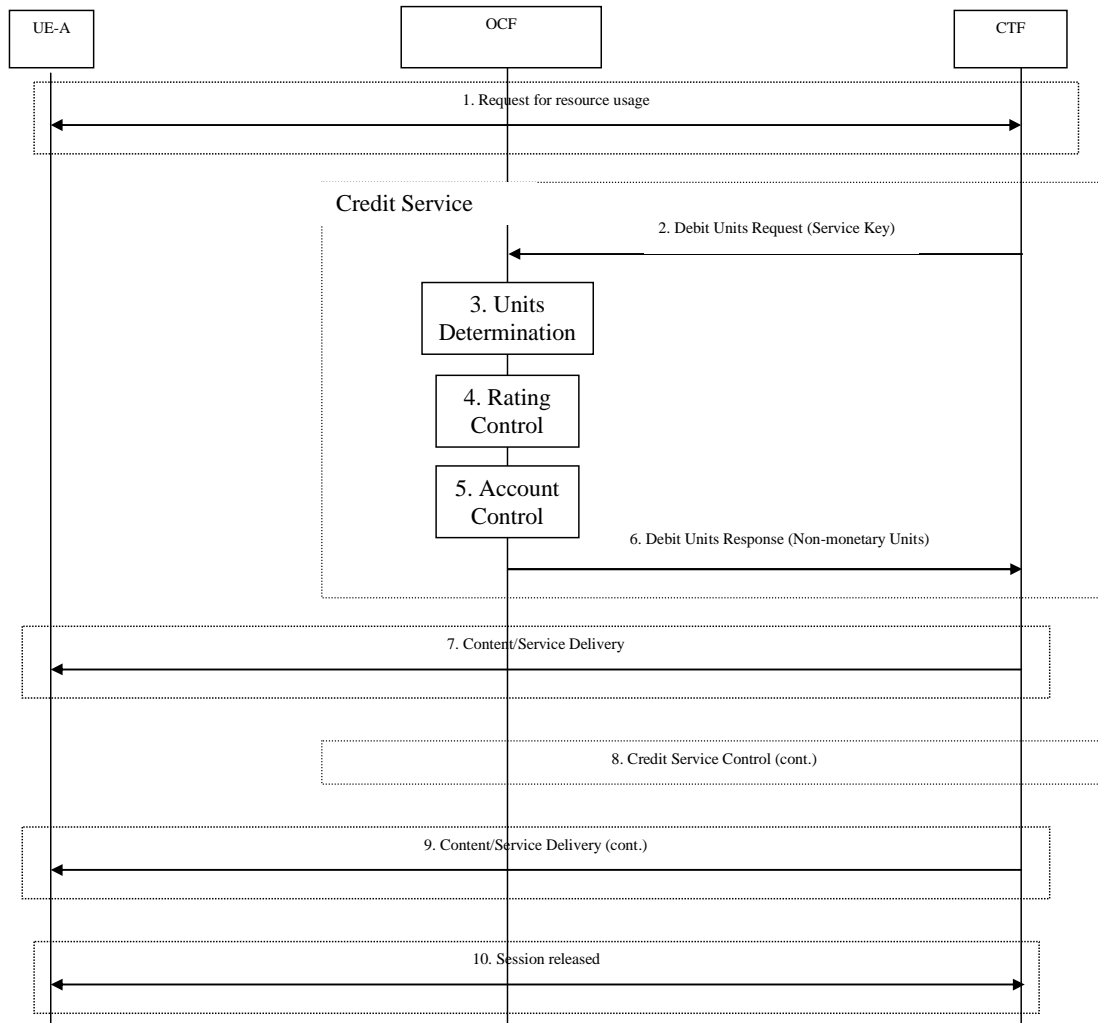 UE-A
OCF
CTF
1. Request for resource usage
Credit Service
2. Debit Units Request (Service Key)
3. Units
Determination
4. Rating
Control
5. Account
Control
6. Debit Units Response (Non-monetary Units)
7. Content/Service Delivery
8. Credit Service Control (cont.)
9. Content/Service Delivery (cont.)
10. Session released